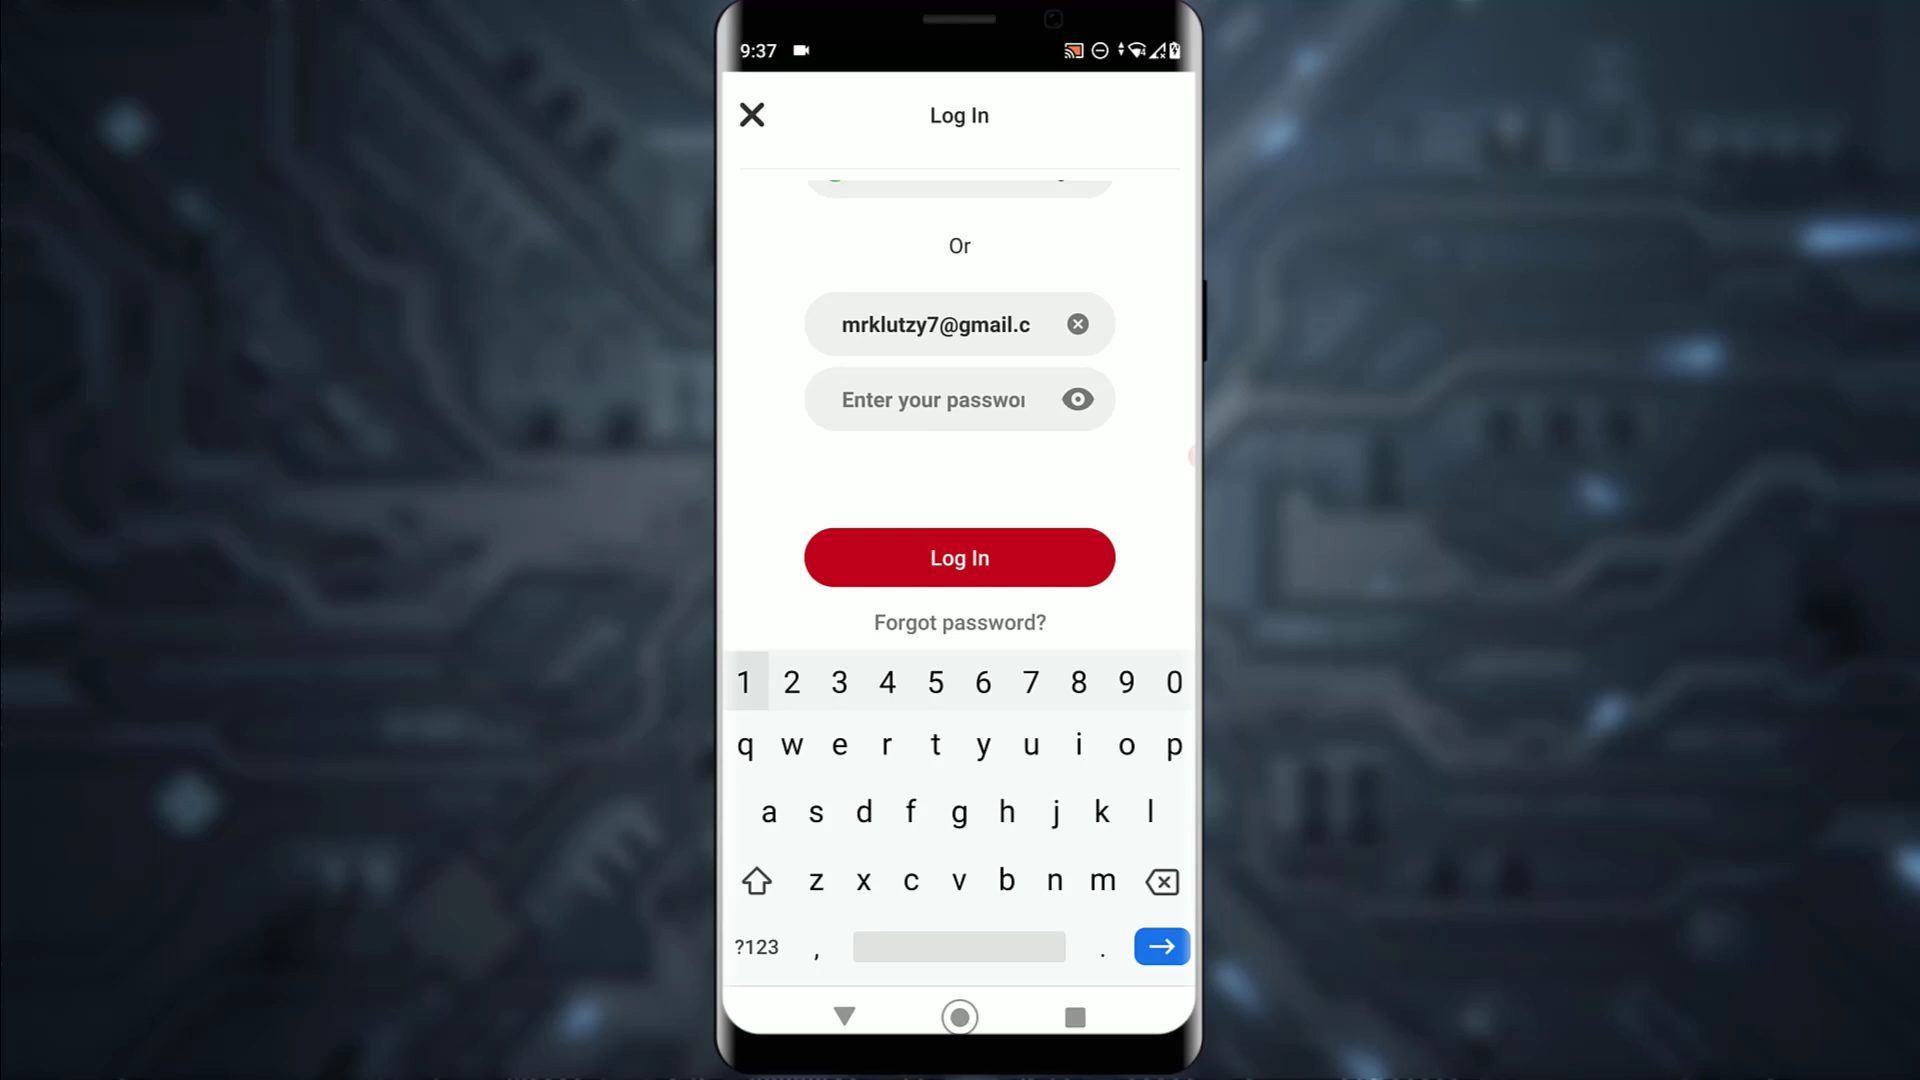 9:37
Log In
Or
mrklutzy7@gmail.c
Enter your passwo
Log In
Forgot password?
1 2 3 4 5 6 7 8 9 0
q w e r t y u i o p
a s d f g h j k l
z x c v b n m
?123 , .